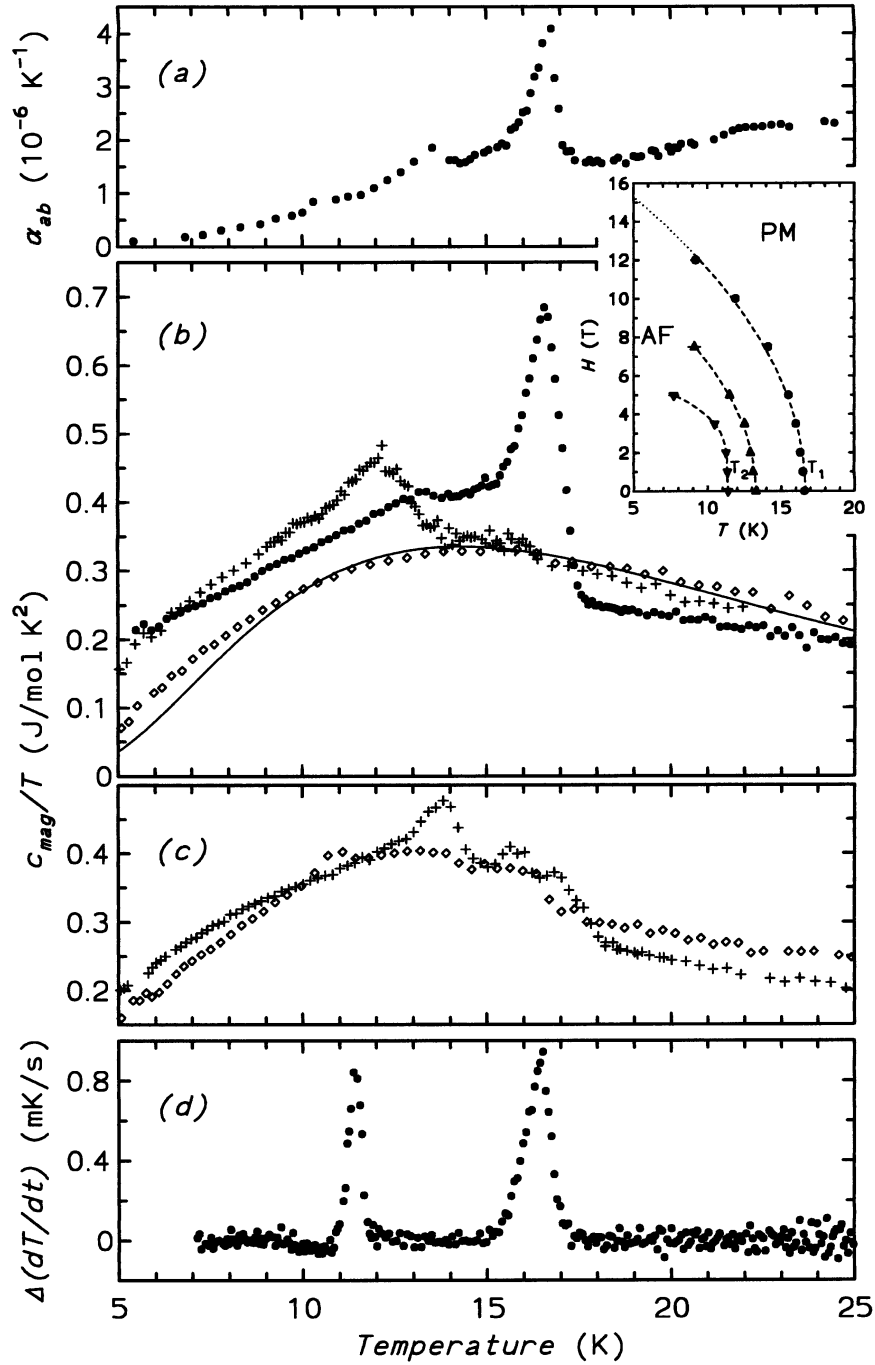 4
3
2
1
0
(a)
α_ab (10⁻⁶ K⁻¹)
16
14
12
10
8
6
4
2
0
H (T)
PM
AF
T₂
T₁
5
10
15
20
T (K)
0.7
0.6
0.5
0.4
0.3
0.2
0.1
0
(b)
c_mag/T (J/mol K²)
0.4
0.3
0.2
(c)
0.8
0.4
0
(d)
Δ(dT/dt) (mK/s)
5
10
15
20
25
Temperature (K)